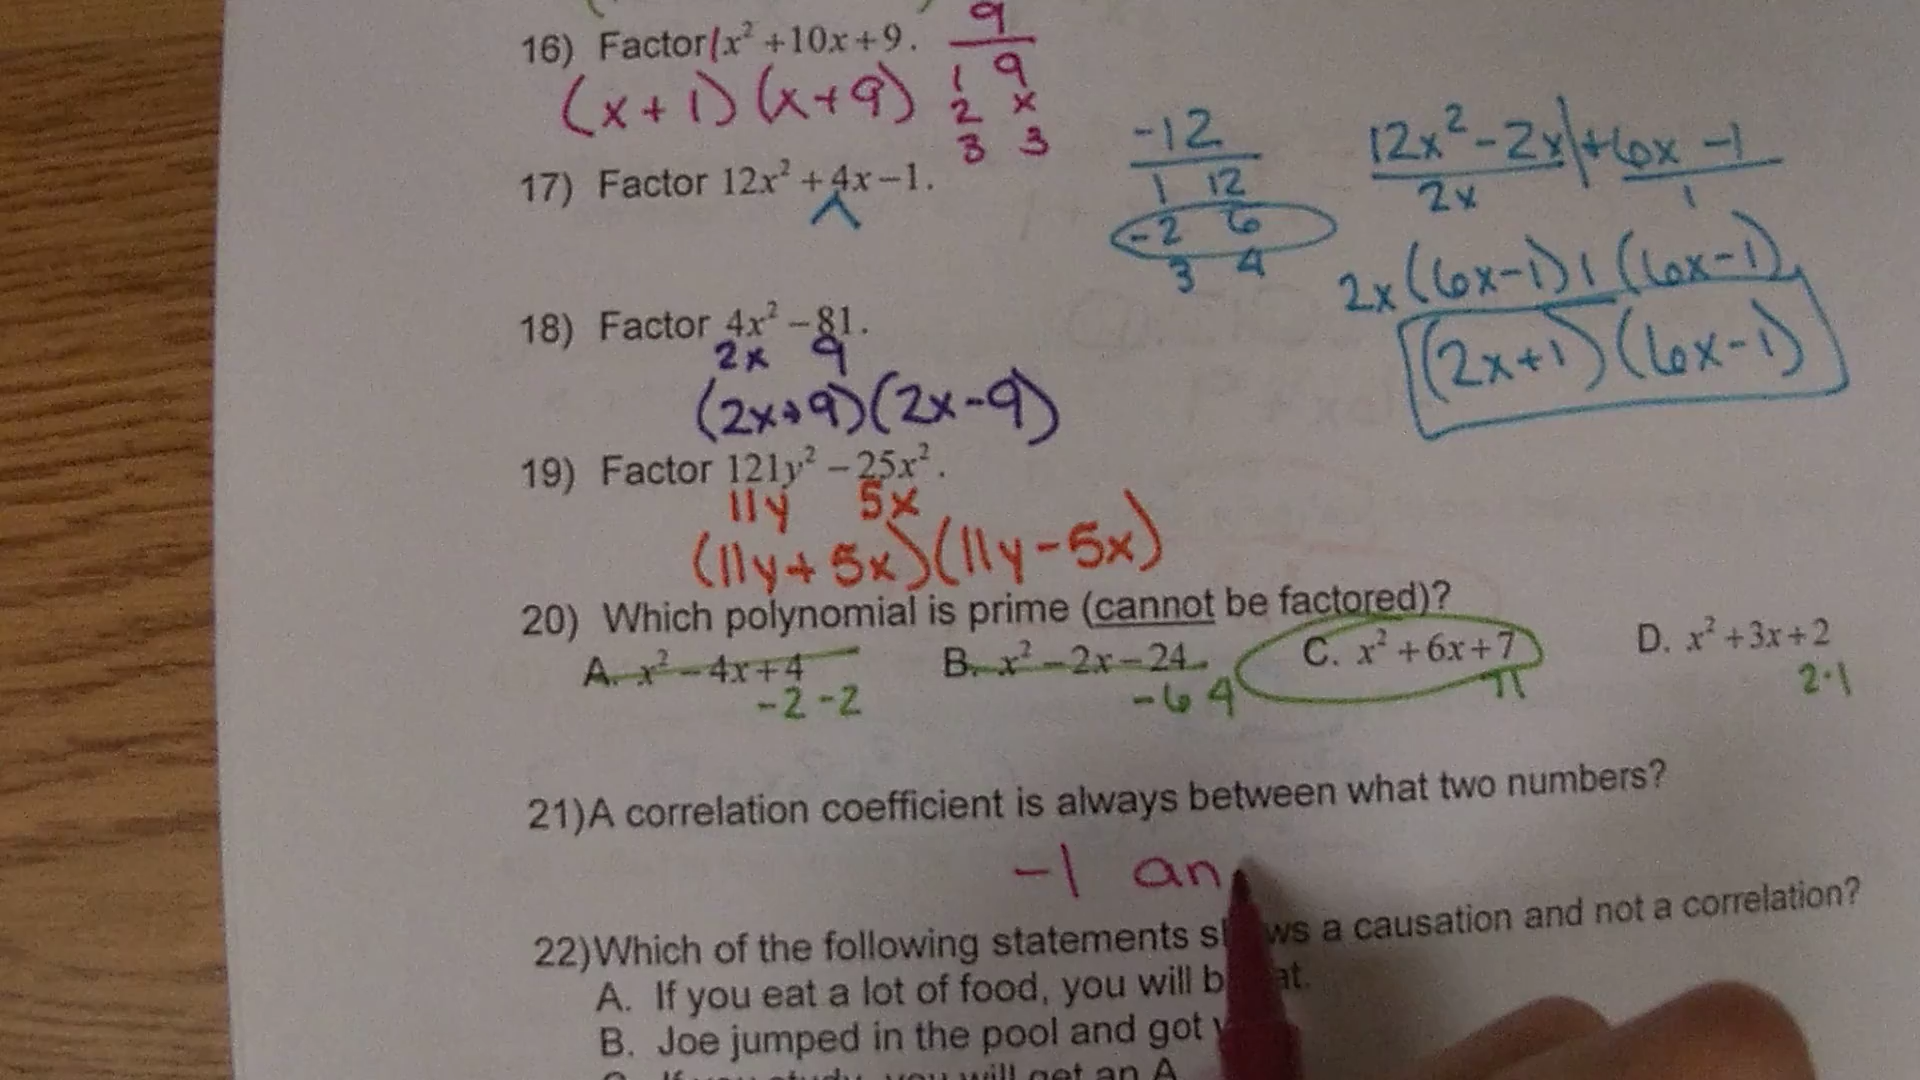 16) Factor x² +10x+9.
9
1 9
2 x
3 3
(x+1)(x+9)
17) Factor 12x² +4x−1.
-12
1 12
-2 6
3 4
12x²-2x|+6x-1
2x 1
2x(6x-1)1(6x-1)
(2x+1)(6x-1)
18) Factor 4x² −81.
2x 9
(2x+9)(2x-9)
19) Factor 121y² −25x².
11y 5x
(11y+5x)(11y-5x)
20) Which polynomial is prime (cannot be factored)?
A. x² −4x+4 B. x² −2x−24 C. x² +6x+7 D. x² +3x+2
-2 -2 -6 4 2·1
21)A correlation coefficient is always between what two numbers?
-1 an
22)Which of the following statements a causation and not a correlation?
A. If you eat a lot of food, you will
B. Joe jumped in the pool and got
you will get an A